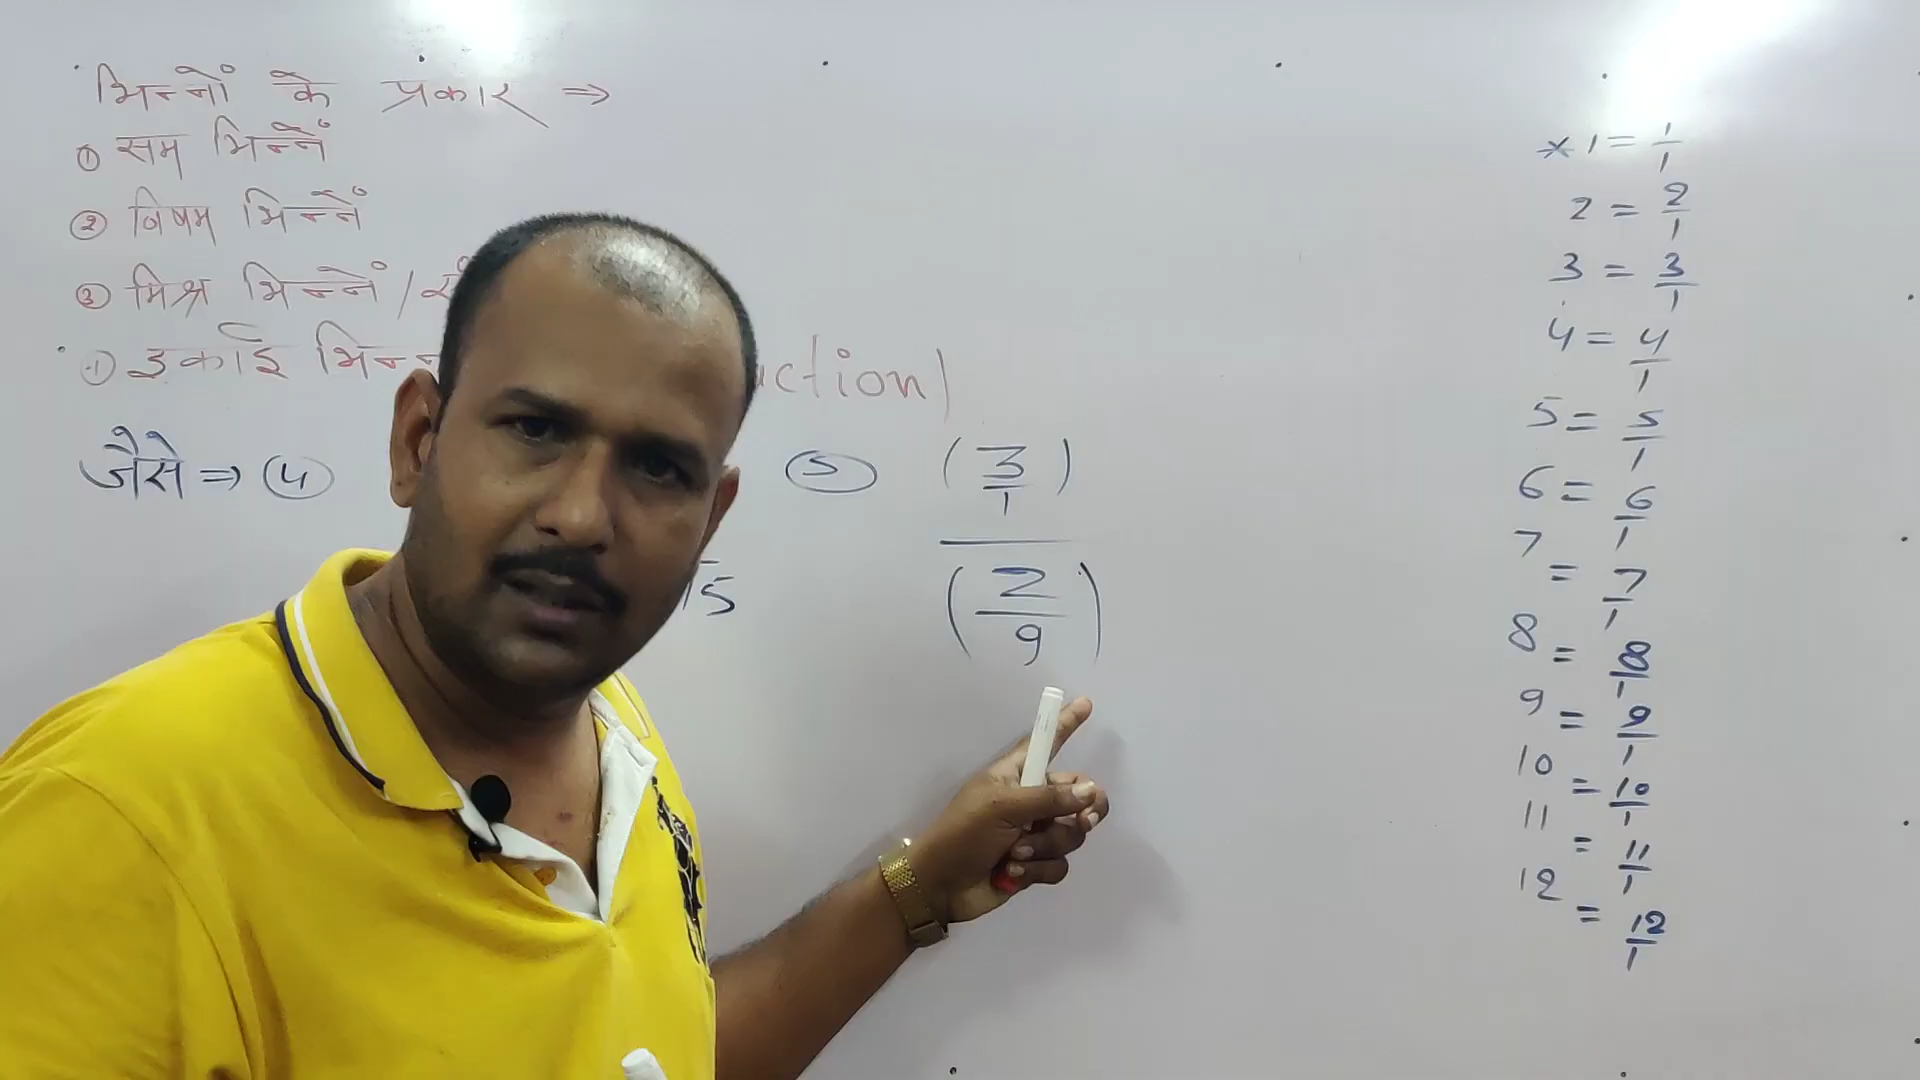 भिन्नों के प्रकार ⇒
① सम भिन्नें
② विषम भिन्नें
③ मिश्र भिन्नें /
इकाई भिन्न
ction)
जैसे ⇒ ④
15
⑤ (3/1)
(2/9)
* 1 = 1/1
2 = 2/1
3 = 3/1
4 = 4/1
5 = 5/1
6 = 6/1
7 = 7/1
8 = 8/1
9 = 9/1
10 = 10/1
11 = 11/1
12 = 12/1